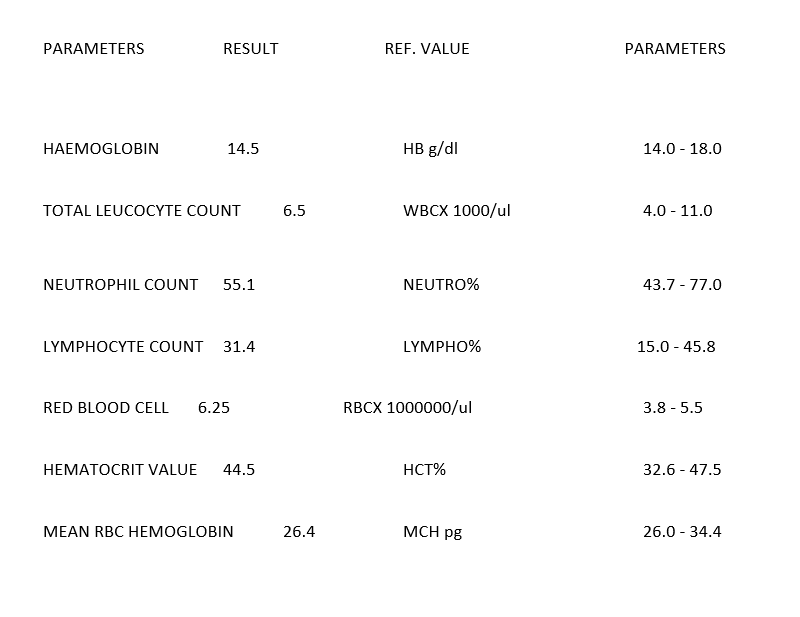 PARAMETERS RESULT REF. VALUE PARAMETERS
HAEMOGLOBIN 14.5 HB g/dl 14.0 - 18.0
TOTAL LEUCOCYTE COUNT 6.5 WBCX 1000/ul 4.0 - 11.0
NEUTROPHIL COUNT 55.1 NEUTRO% 43.7 - 77.0
LYMPHOCYTE COUNT 31.4 LYMPHO% 15.0 - 45.8
RED BLOOD CELL 6.25 RBCX 1000000/ul 3.8 - 5.5
HEMATOCRIT VALUE 44.5 HCT% 32.6 - 47.5
MEAN RBC HEMOGLOBIN 26.4 MCH pg 26.0 - 34.4